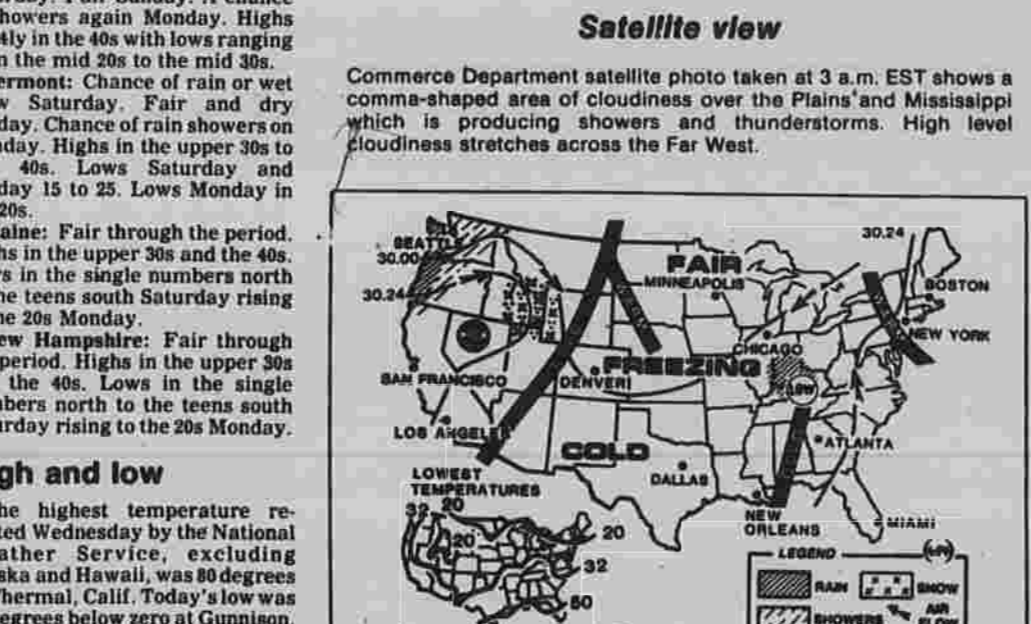 howers again Monday. Highs
tly in the 40s with lows ranging
n the mid 20s to the mid 30s.
ermont: Chance of rain or wet
w Saturday. Fair and dry
day. Chance of rain showers on
nday. Highs in the upper 30s to
40s. Lows Saturday and
day 15 to 25. Lows Monday in
20s.
aine: Fair through the period.
hs in the upper 30s and the 40s.
s in the single numbers north
he teens south Saturday rising
he 20s Monday.
ew Hampshire: Fair through
period. Highs in the upper 30s
the 40s. Lows in the single
mbers north to the teens south
urday rising to the 20s Monday.
gh and low
he highest temperature re-
ted Wednesday by the National
ather Service, excluding
ska and Hawaii, was 80 degrees
Thermal, Calif. Today's low was
egrees below zero at Gunnison,
Satellite view
Commerce Department satellite photo taken at 3 a.m. EST shows a
comma-shaped area of cloudiness over the Plains and Mississippi
which is producing showers and thunderstorms. High level
cloudiness stretches across the Far West.
30.24
SEATTLE
30.00
FAIR
MINNEAPOLIS
BOSTON
30.24
NEW YORK
CHICAGO
FREEZING
SAN FRANCISCO
DENVER
LOW
LOS ANGELES
ATLANTA
COLD
LOWEST
TEMPERATURES
DALLAS
NEW
ORLEANS
MIAMI
32
20
20
20
32
50
LEGEND
RAIN
SNOW
SHOWERS
AIR
FLOW